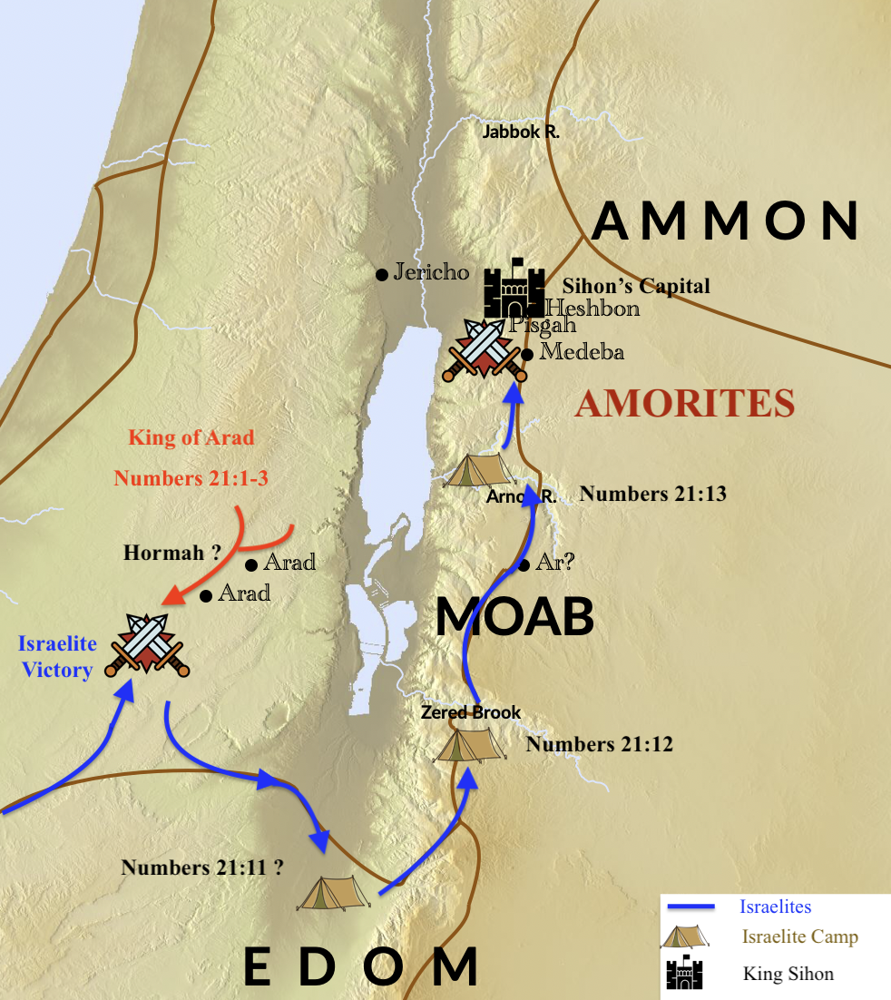 Jabbok R.
AMMON
Jericho
Sihon's Capital
Heshbon
Pisgah
Medeba
AMORITES
King of Arad
Numbers 21:1-3
Numbers 21:13
Arno R.
Hormah ?
Arad
Ar?
Arad
MOAB
Israelite
Victory
Zered Brook
Numbers 21:12
Numbers 21:11 ?
EDOM
Israelites
Israelite Camp
King Sihon